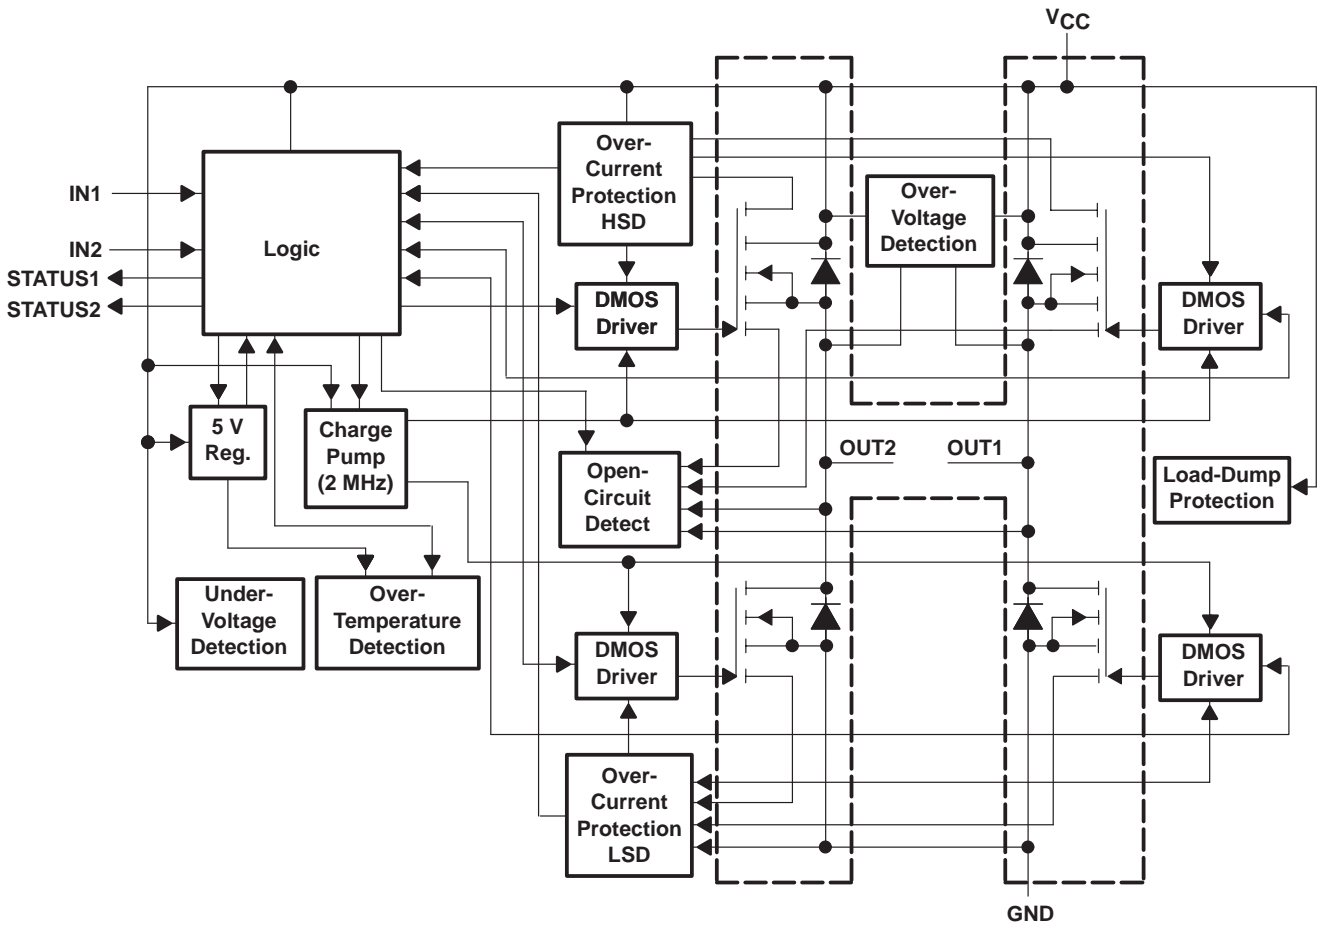 VCC
Over-
Current
Protection
HSD
IN1
IN2
STATUS1
STATUS2
Logic
Over-
Voltage
Detection
DMOS
Driver
DMOS
Driver
5 V
Reg.
Charge
Pump
(2 MHz)
OUT2
OUT1
Open-
Circuit
Detect
Load-Dump
Protection
Under-
Voltage
Detection
Over-
Temperature
Detection
DMOS
Driver
DMOS
Driver
Over-
Current
Protection
LSD
GND